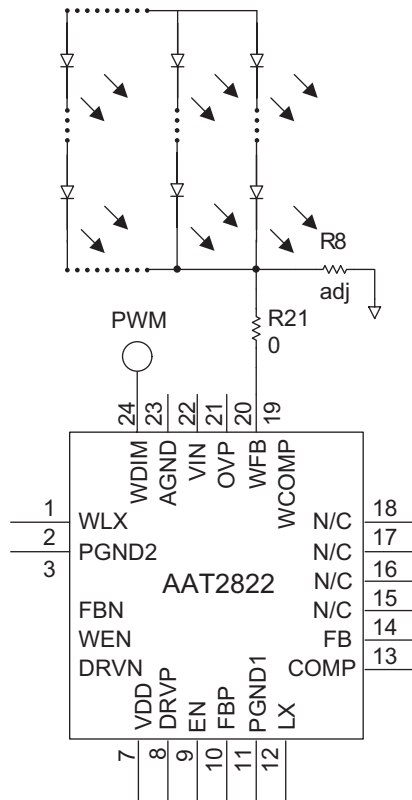 R8
adj
R21
0
PWM
24
23
22
21
20
19
WDIM
AGND
VIN
OVP
WFB
WCOMP
1
WLX
2
PGND2
3
FBN
WEN
DRVN
AAT2822
N/C
18
N/C
17
N/C
16
N/C
15
FB
14
COMP
13
VDD
DRVP
EN
FBP
PGND1
LX
7
8
9
10
11
12